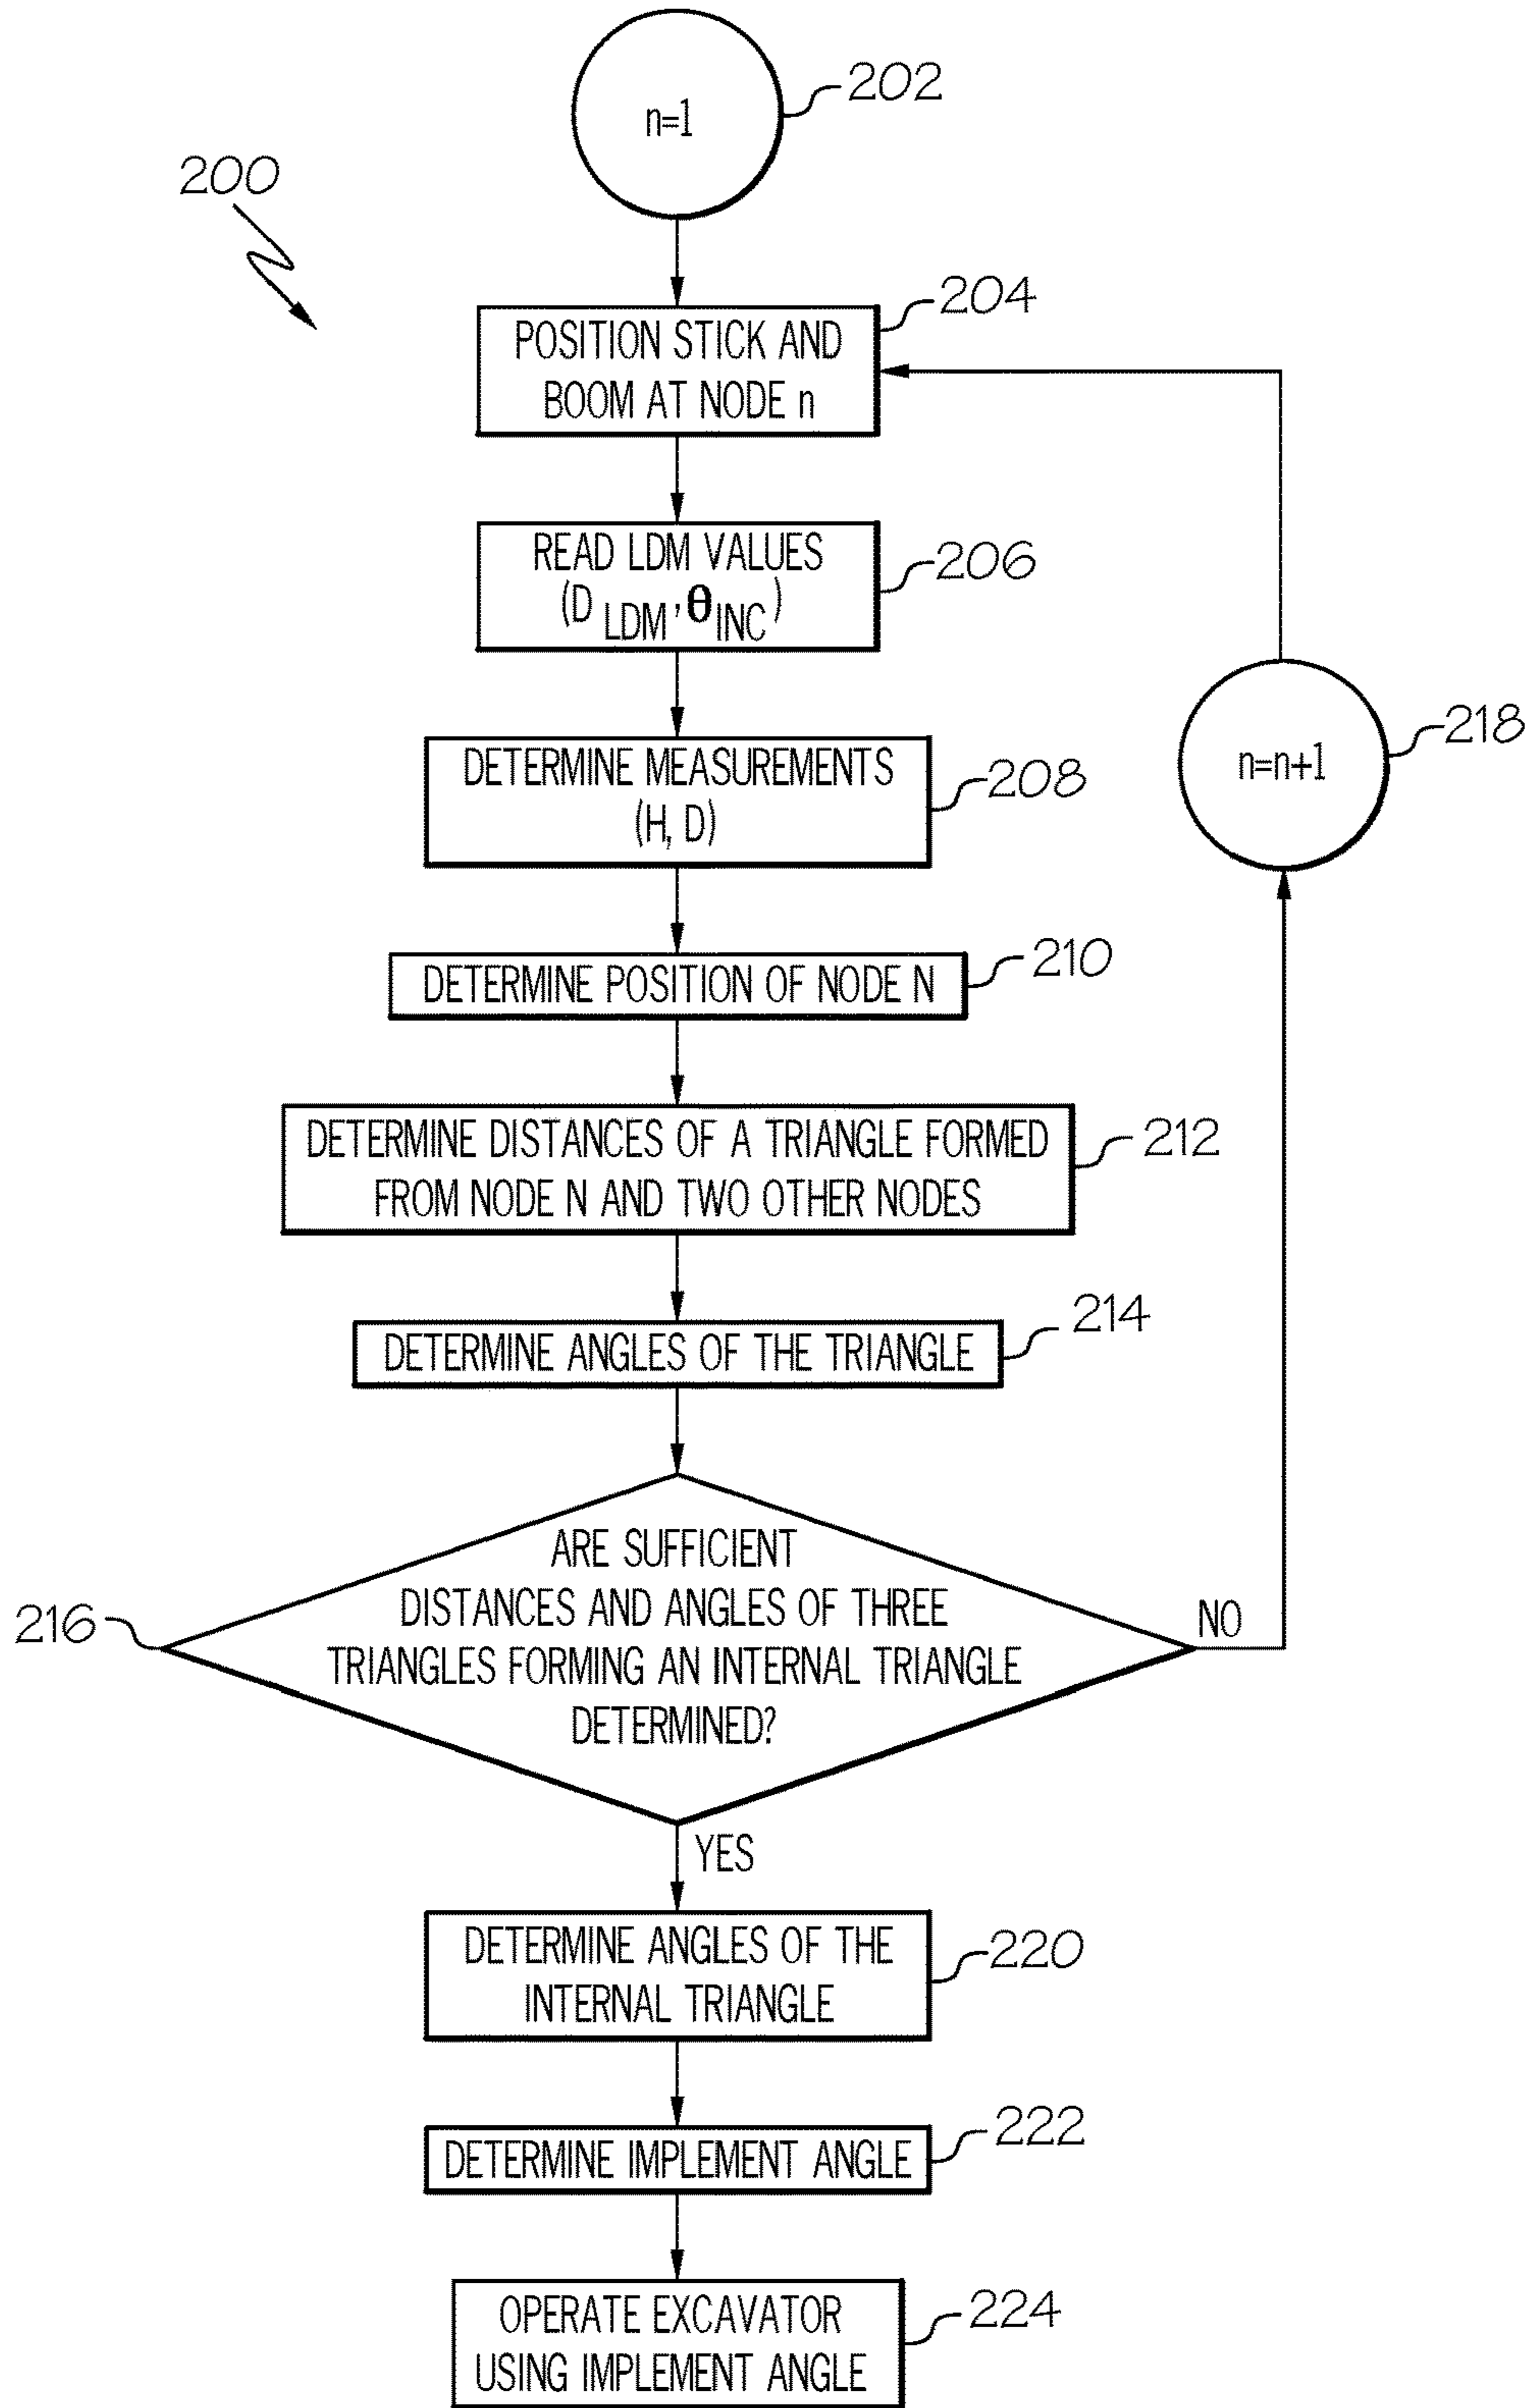 n=1
202
200
POSITION STICK AND
BOOM AT NODE n
204
READ LDM VALUES
(D LDM, θ INC)
206
DETERMINE MEASUREMENTS
(H, D)
208
n=n+1
218
DETERMINE POSITION OF NODE N
210
DETERMINE DISTANCES OF A TRIANGLE FORMED
FROM NODE N AND TWO OTHER NODES
212
DETERMINE ANGLES OF THE TRIANGLE
214
ARE SUFFICIENT
DISTANCES AND ANGLES OF THREE
TRIANGLES FORMING AN INTERNAL TRIANGLE
DETERMINED?
216
NO
YES
DETERMINE ANGLES OF THE
INTERNAL TRIANGLE
220
DETERMINE IMPLEMENT ANGLE
222
OPERATE EXCAVATOR
USING IMPLEMENT ANGLE
224